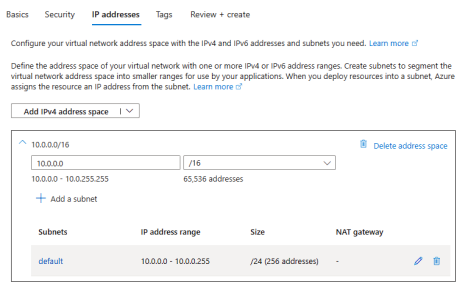 Basics Security IP addresses Tags Review + create
Configure your virtual network address space with the IPv4 and IPv6 addresses and subnets you need. Learn more
Define the address space of your virtual network with one or more IPv4 or IPv6 address ranges. Create subnets to segment the
virtual network address space into smaller ranges for use by your applications. When you deploy resources into a subnet, Azure
assigns the resource an IP address from the subnet. Learn more
Add IPv4 address space
10.0.0.0/16 Delete address space
10.0.0.0 /16
10.0.0.0 - 10.0.255.255 65,536 addresses
Add a subnet
Subnets IP address range Size NAT gateway
default 10.0.0.0 - 10.0.0.255 /24 (256 addresses) -